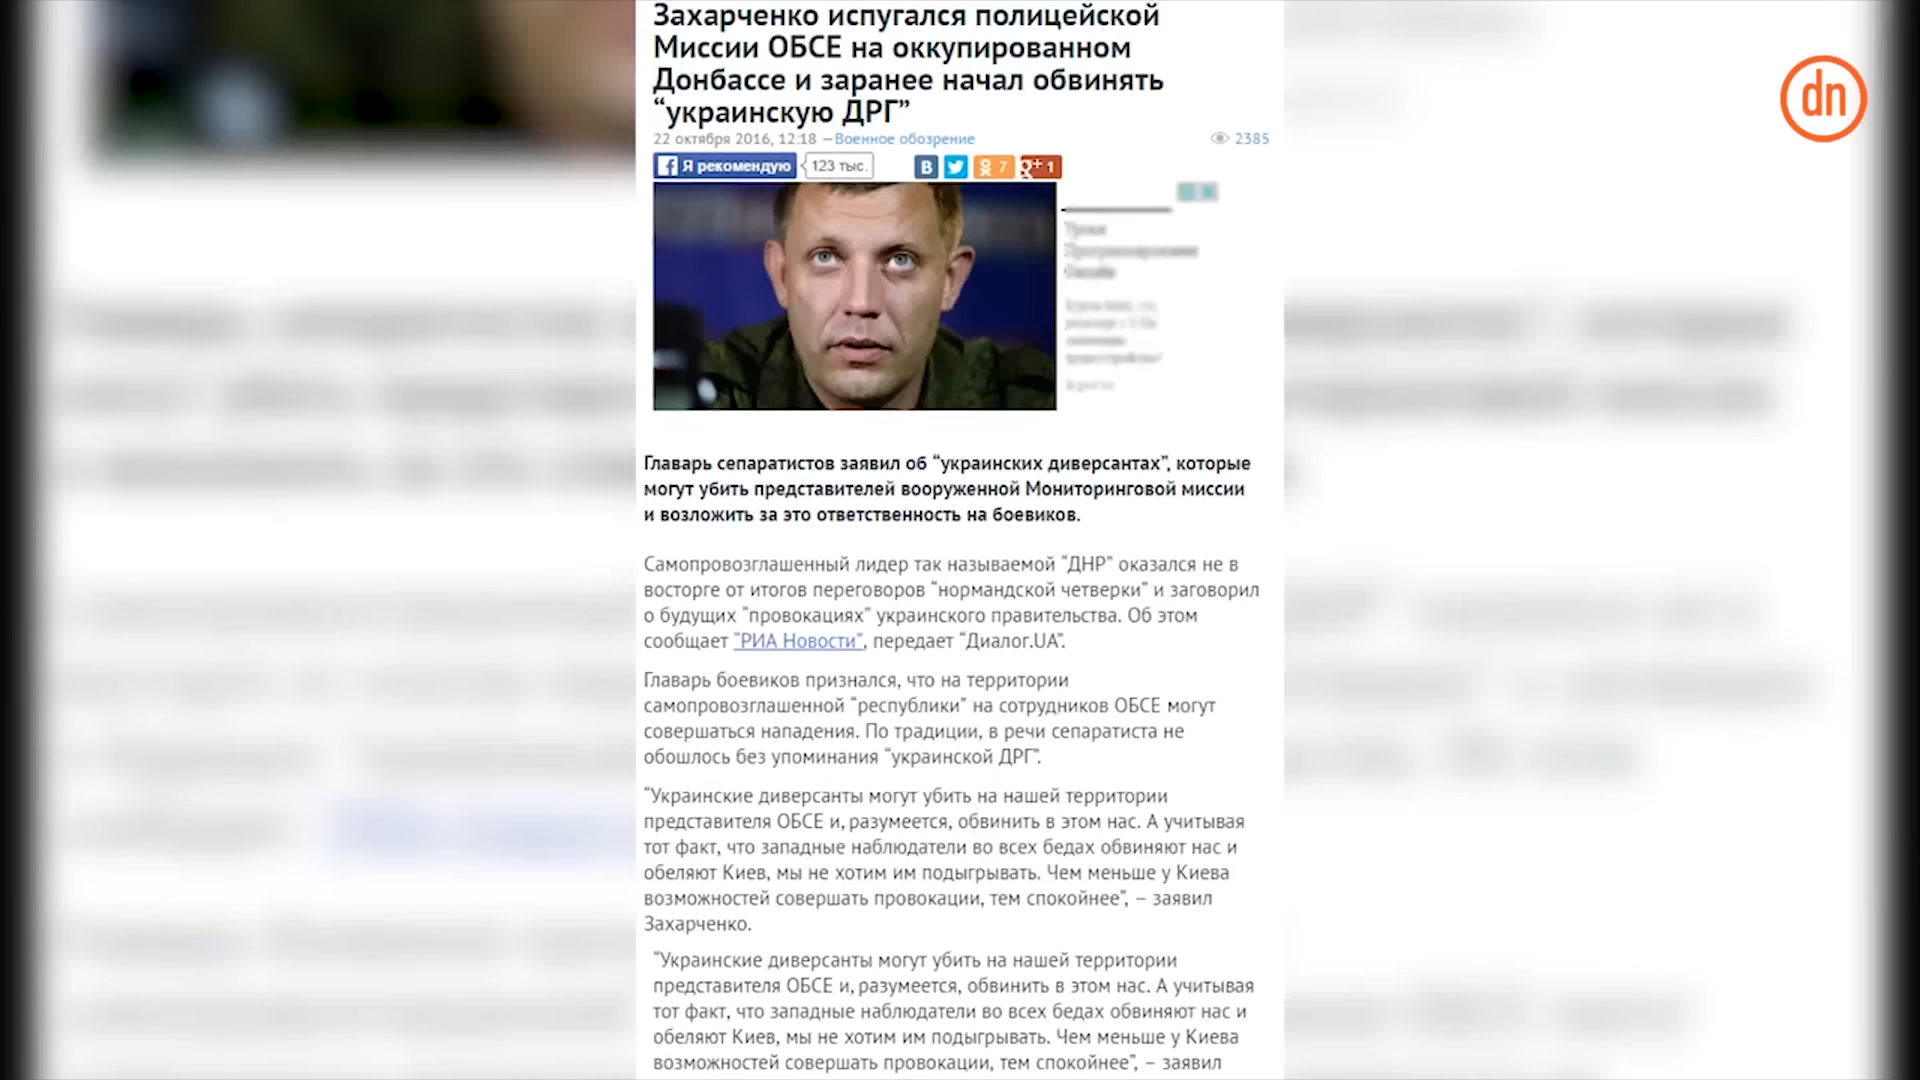 Захарченко испугался полицейской
Миссии ОБСЕ на оккупированном
Донбассе и заранее начал обвинять
“украинскую ДРГ”
22 октября 2016, 12:18 —Военное обозрение
2385
Я рекомендую
123 тыс.
В
7
g+ 1
dn
Главарь сепаратистов заявил об “украинских диверсантах”, которые
могут убить представителей вооруженной Мониторинговой миссии
и возложить за это ответственность на боевиков.
Самопровозглашенный лидер так называемой “ДНР” оказался не в
восторге от итогов переговоров “нормандской четверки” и заговорил
о будущих “провокациях” украинского правительства. Об этом
сообщает “РИА Новости”, передает “Диалог.UA”.
Главарь боевиков признался, что на территории
самопровозглашенной “республики” на сотрудников ОБСЕ могут
совершаться нападения. По традиции, в речи сепаратиста не
обошлось без упоминания “украинской ДРГ”.
“Украинские диверсанты могут убить на нашей территории
представителя ОБСЕ и, разумеется, обвинить в этом нас. А учитывая
тот факт, что западные наблюдатели во всех бедах обвиняют нас и
обеляют Киев, мы не хотим им подыгрывать. Чем меньше у Киева
возможностей совершать провокации, тем спокойнее”, – заявил
Захарченко.
“Украинские диверсанты могут убить на нашей территории
представителя ОБСЕ и, разумеется, обвинить в этом нас. А учитывая
тот факт, что западные наблюдатели во всех бедах обвиняют нас и
обеляют Киев, мы не хотим им подыгрывать. Чем меньше у Киева
возможностей совершать провокации, тем спокойнее”, – заявил